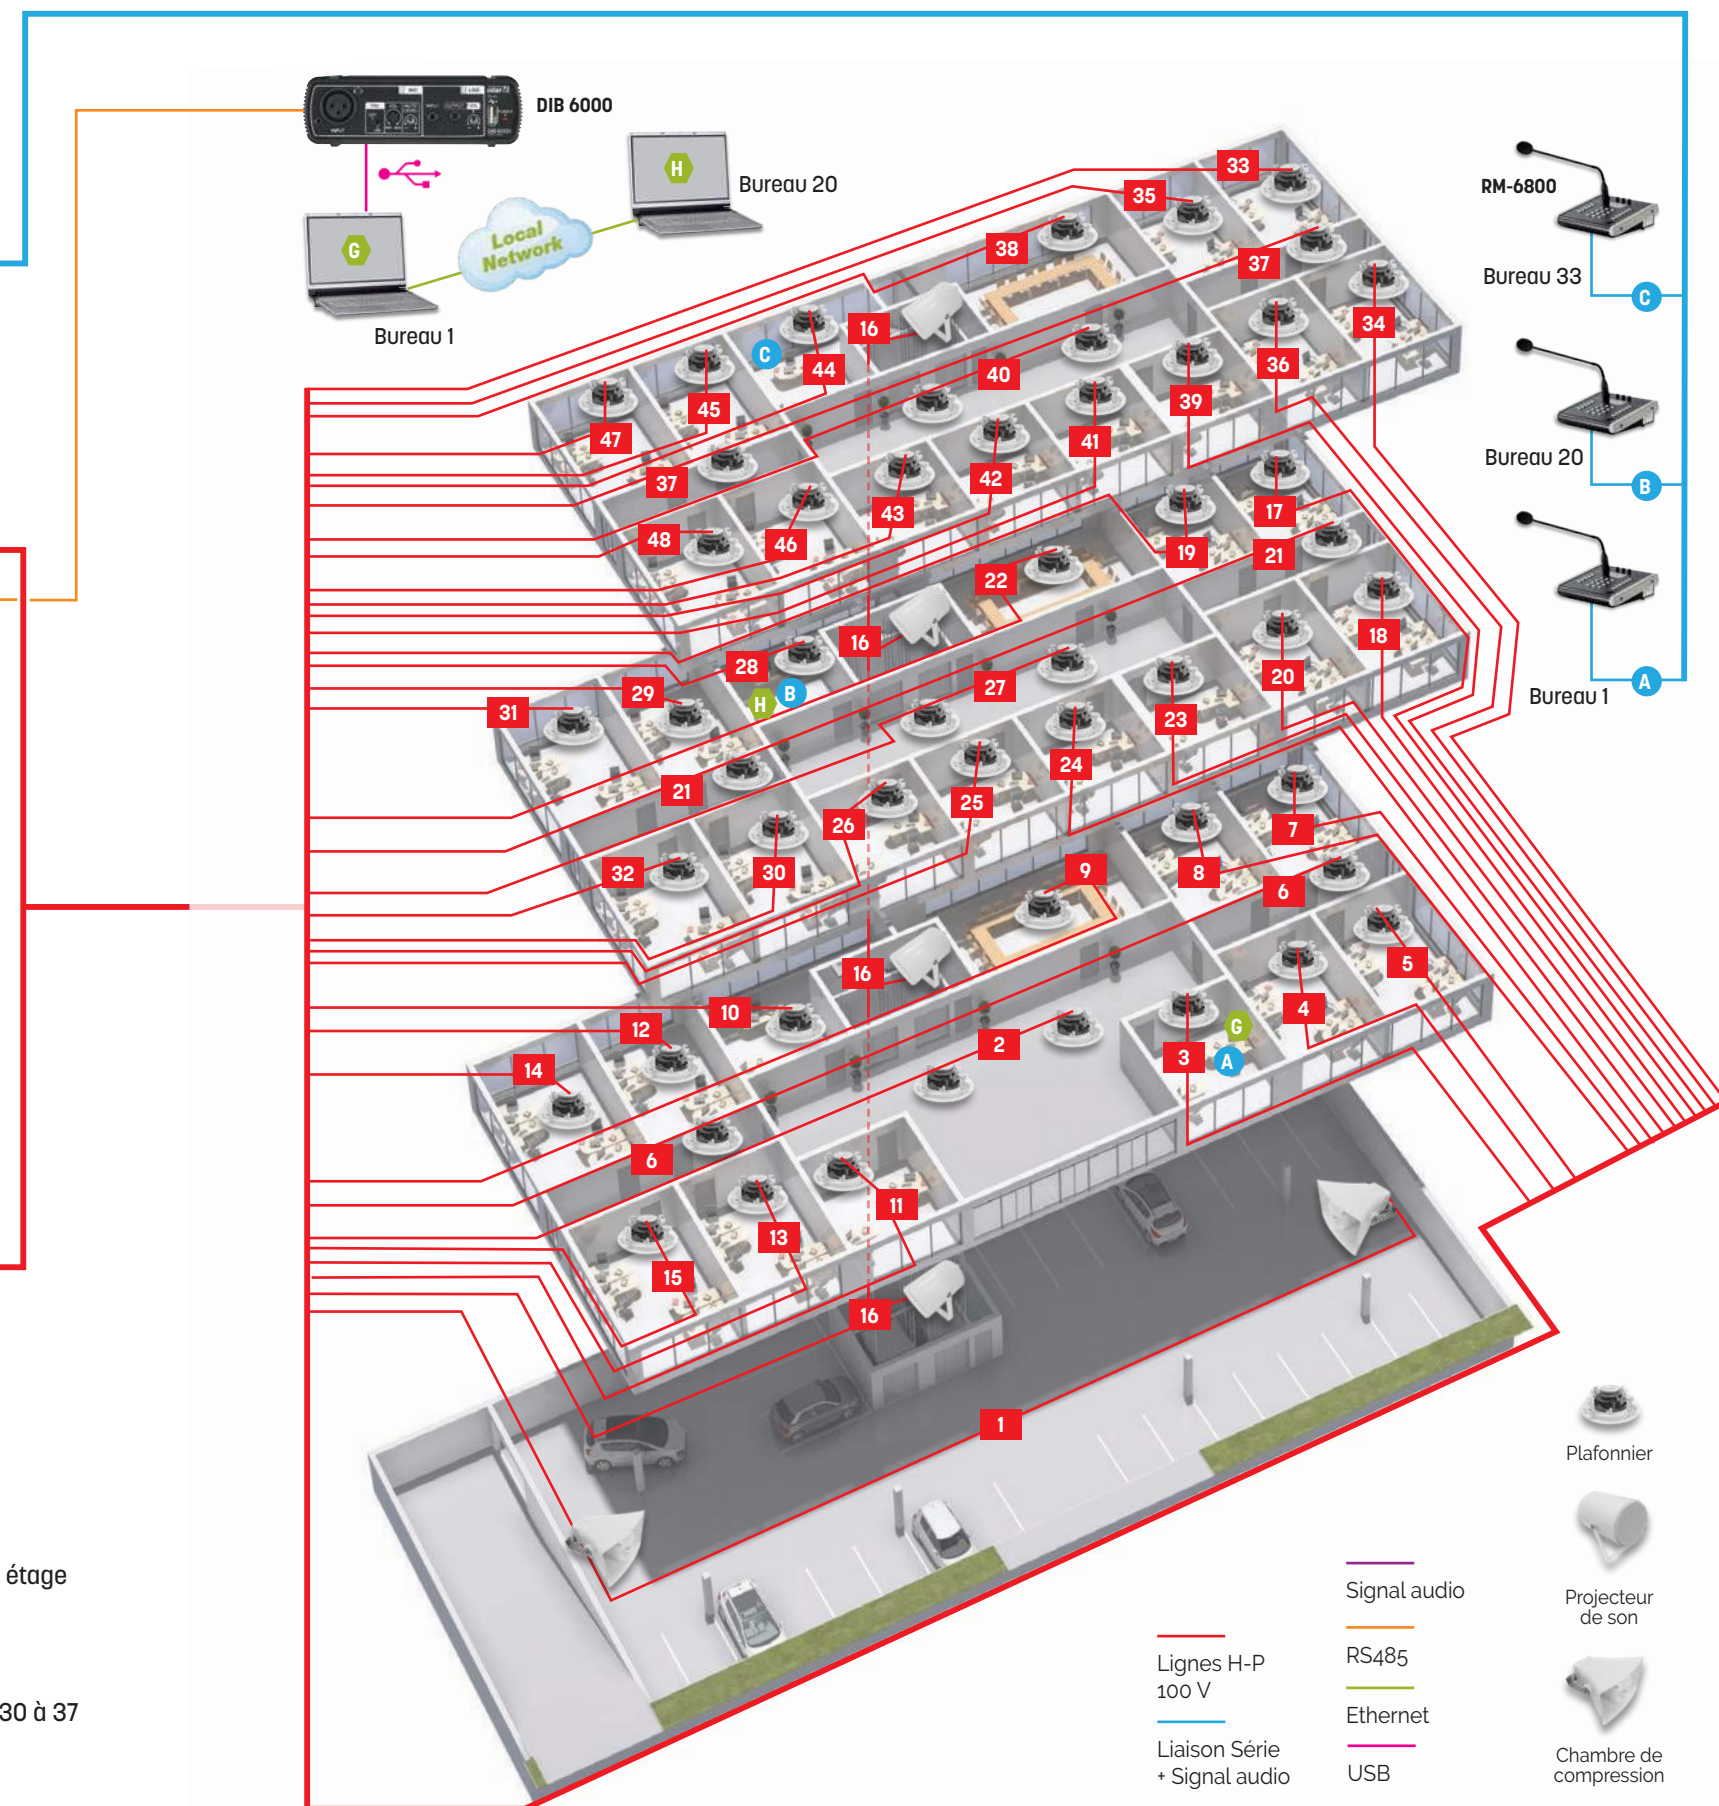 DIB 6000
H
Bureau 20
G
Local
Network
Bureau 1
RM-6800
Bureau 33
C
Bureau 20
B
Bureau 1
A
33
35
38
37
34
16
C
44
36
40
39
45
47
41
37
42
43
17
48
46
19
21
22
16
18
28
H
B
29
31
27
20
23
21
24
25
26
7
32
30
9
8
6
16
5
10
4
12
2
G
3
A
14
6
11
13
15
16
1
étage
30 à 37
Lignes H-P
100 V
Liaison Série
+ Signal audio
Signal audio
RS485
Ethernet
USB
Plafonnier
Projecteur
de son
Chambre de
compression